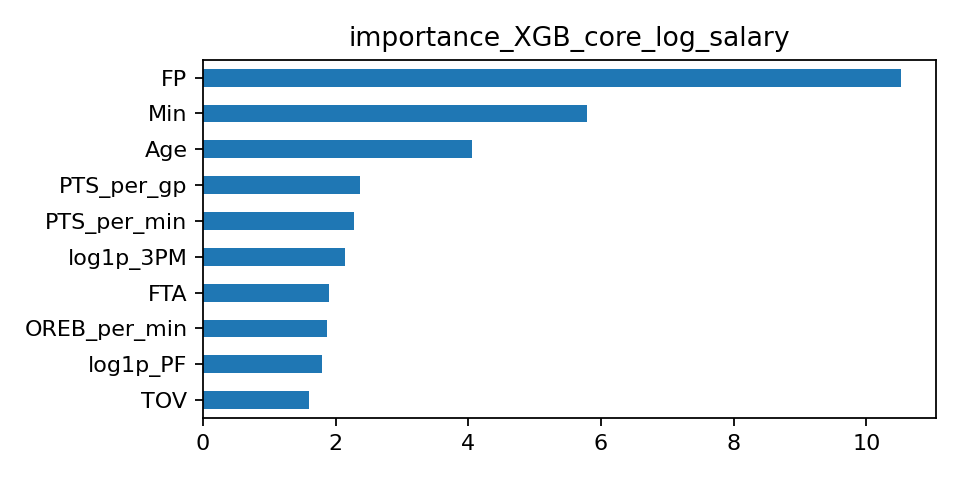 importance_XGB_core_log_salary
FP
Min
Age
PTS_per_gp
PTS_per_min
log1p_3PM
FTA
OREB_per_min
log1p_PF
TOV
0 2 4 6 8 10